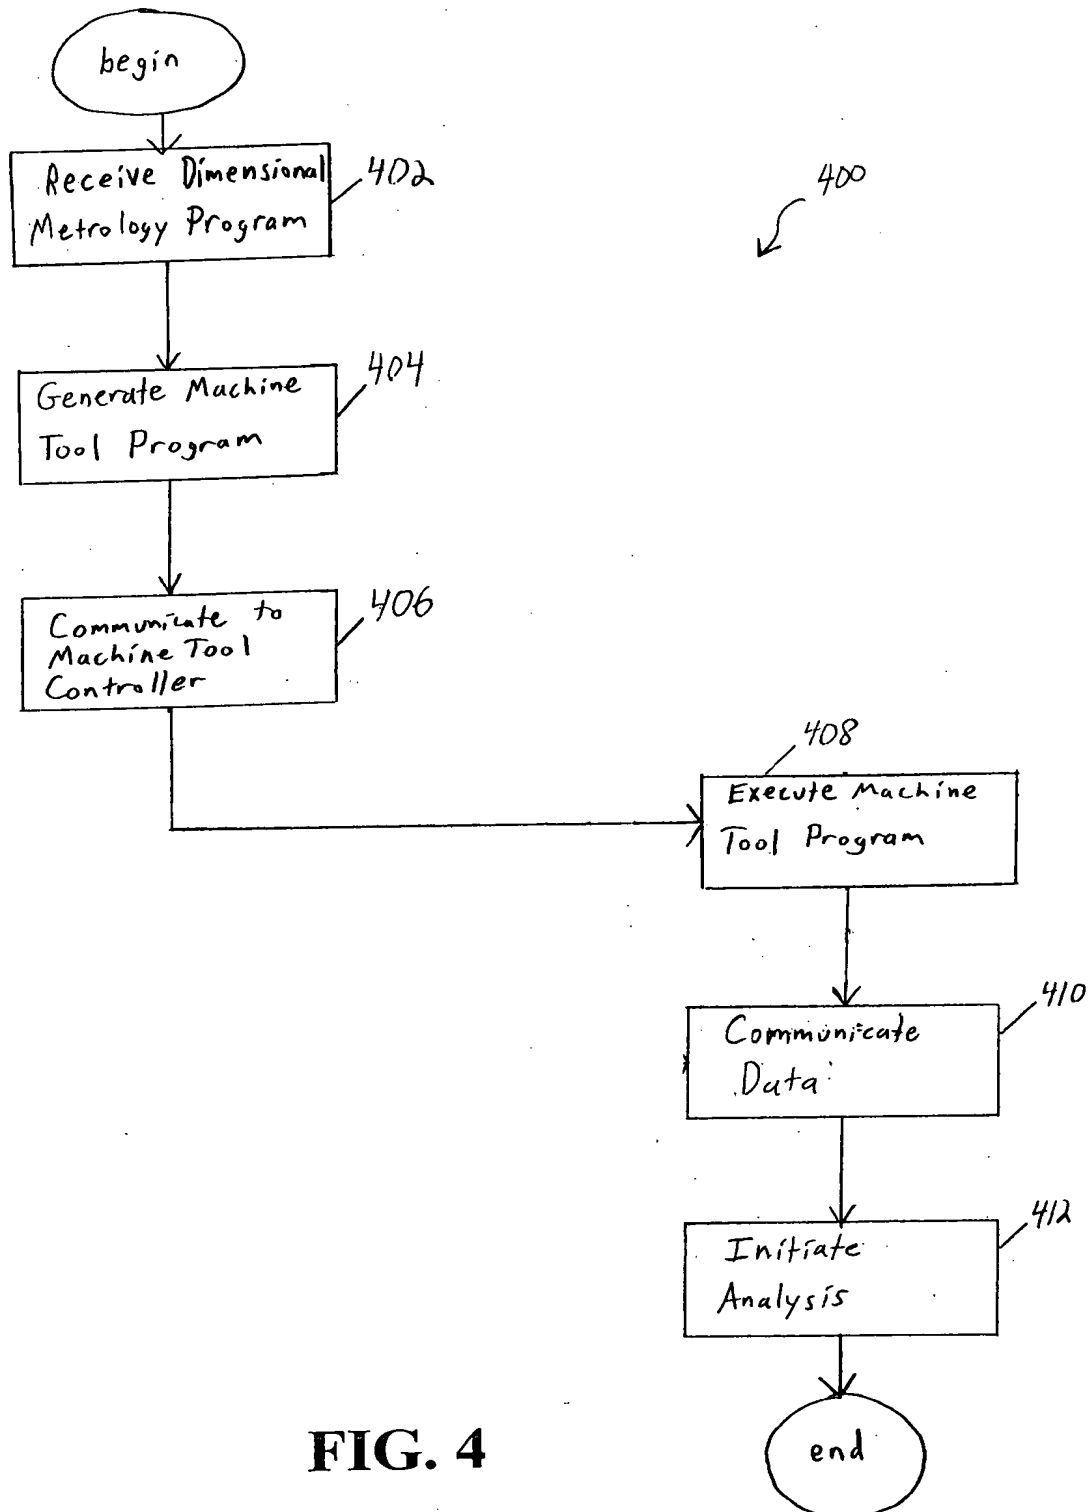 begin
Receive Dimensional
Metrology Program
402
400
Generate Machine
Tool Program
404
Communicate to
Machine Tool
Controller
406
408
Execute Machine
Tool Program
Communicate
Data
410
Initiate
Analysis
412
end
FIG. 4